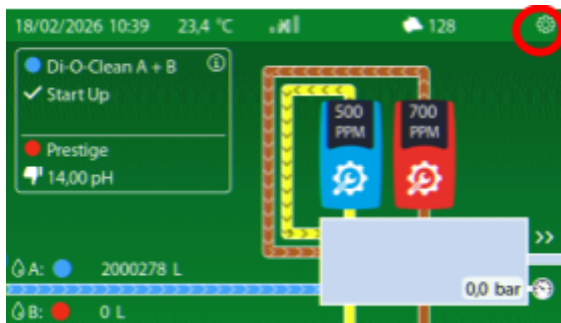 18/02/2026 10:39 23,4 °C 128
Di-O-Clean A + B
Start Up
Prestige
14,00 pH
500 PPM
700 PPM
>>
0,0 bar
A: 2000278 L
B: 0 L